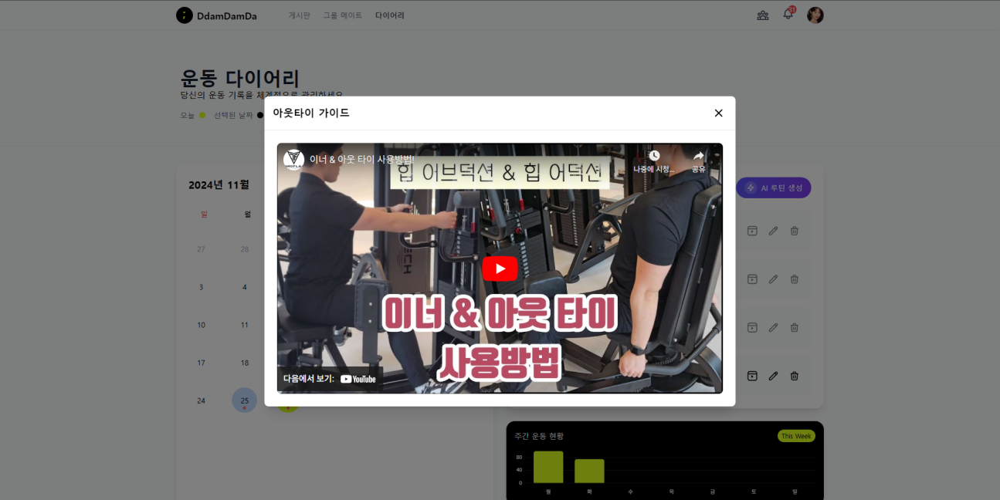 DdamDamDa
게시판
그룹 메이트
다이어리
31
운동 다이어리
당신의 운동 기록을 체계적으로 관리하세요
오늘
선택된 날짜
아웃타이 가이드
이너 & 아웃 타이 사용방법!
나중에 시청...
공유
힙 어브덕션 & 힙 어덕션
이너 & 아웃 타이
사용방법
다음에서 보기: YouTube
2024년 11월
일 월
27 28
3 4
10 11
17 18
24 25
AI 루틴 생성
주간 운동 현황
This Week
80
40
0
월 화 수 목 금 토 일